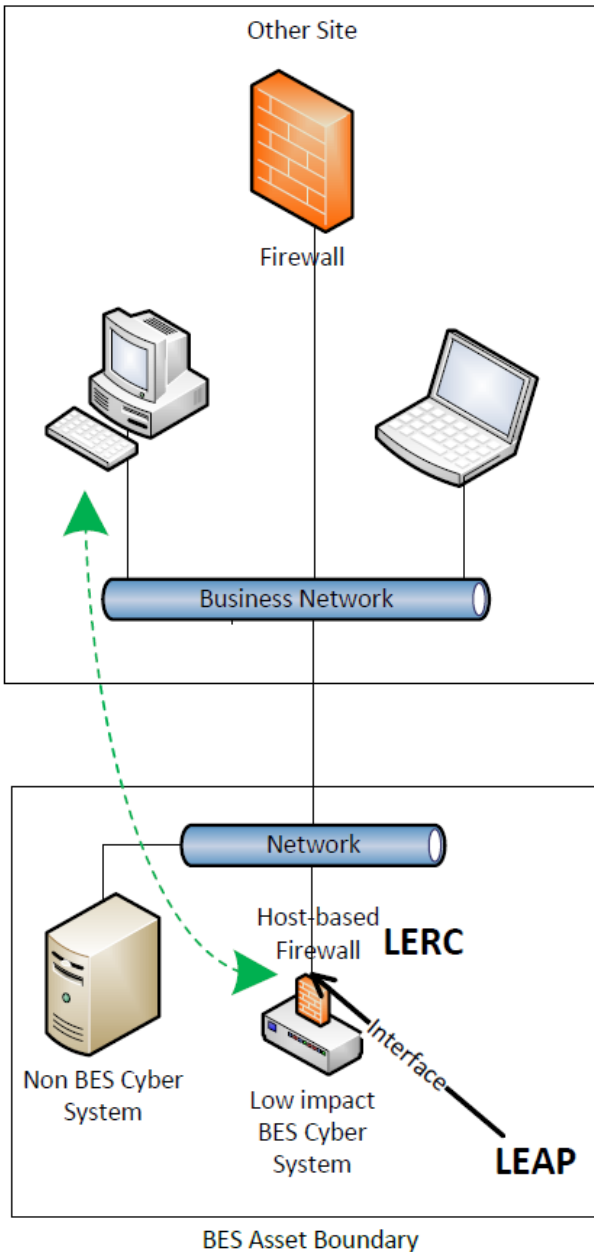 Other Site
Firewall
Business Network
Network
Host-based
Firewall
LERC
Interface
Non BES Cyber
System
Low impact
BES Cyber
System
LEAP
BES Asset Boundary